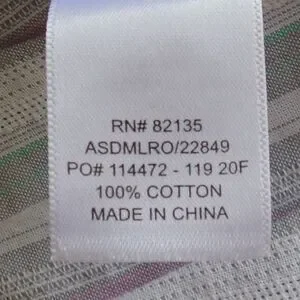 RN# 82135
ASDMLRO/22849
PO# 114472 - 119 20F
100% COTTON
MADE IN CHINA